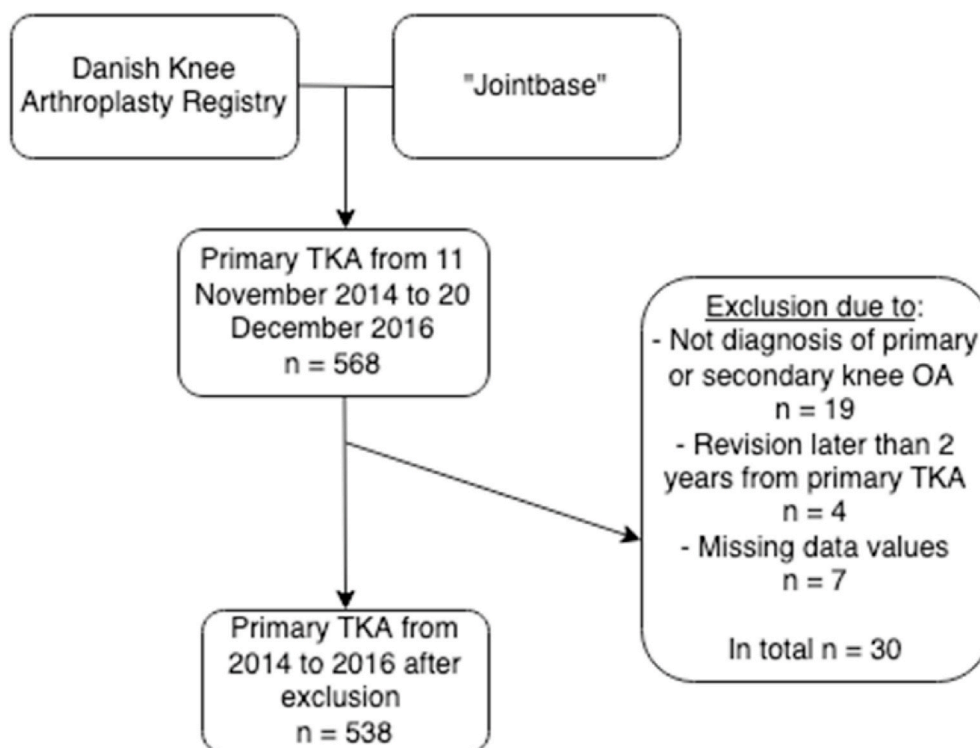 Danish Knee
Arthroplasty Registry
"Jointbase"
Primary TKA from 11
November 2014 to 20
December 2016
n = 568
Exclusion due to:
- Not diagnosis of primary
or secondary knee OA
n = 19
- Revision later than 2
years from primary TKA
n = 4
- Missing data values
n = 7
In total n = 30
Primary TKA from
2014 to 2016 after
exclusion
n = 538